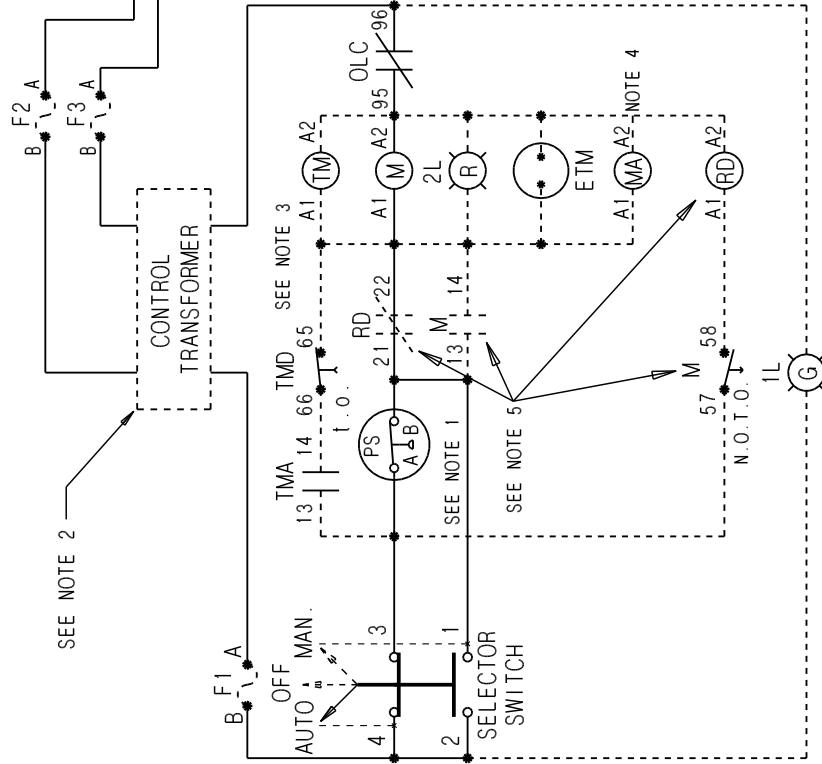 F2
B A
F3
B A
CONTROL
TRANSFORMER
SEE NOTE 2
F1
B A
AUTO OFF MAN.
4 3
2 1
SELECTOR
SWITCH
TMA
13 14
TMD
66 65
t.o.
SEE NOTE 3
A1 TM A2
PS
A B
SEE NOTE 1
RD
21 22
A1 M A2
OLC
95 96
M
13 14
2L
R
SEE NOTE 5
ETM
A1 MA A2
NOTE 4
M
57 58
N.O.T.O.
A1 RD A2
1L
G